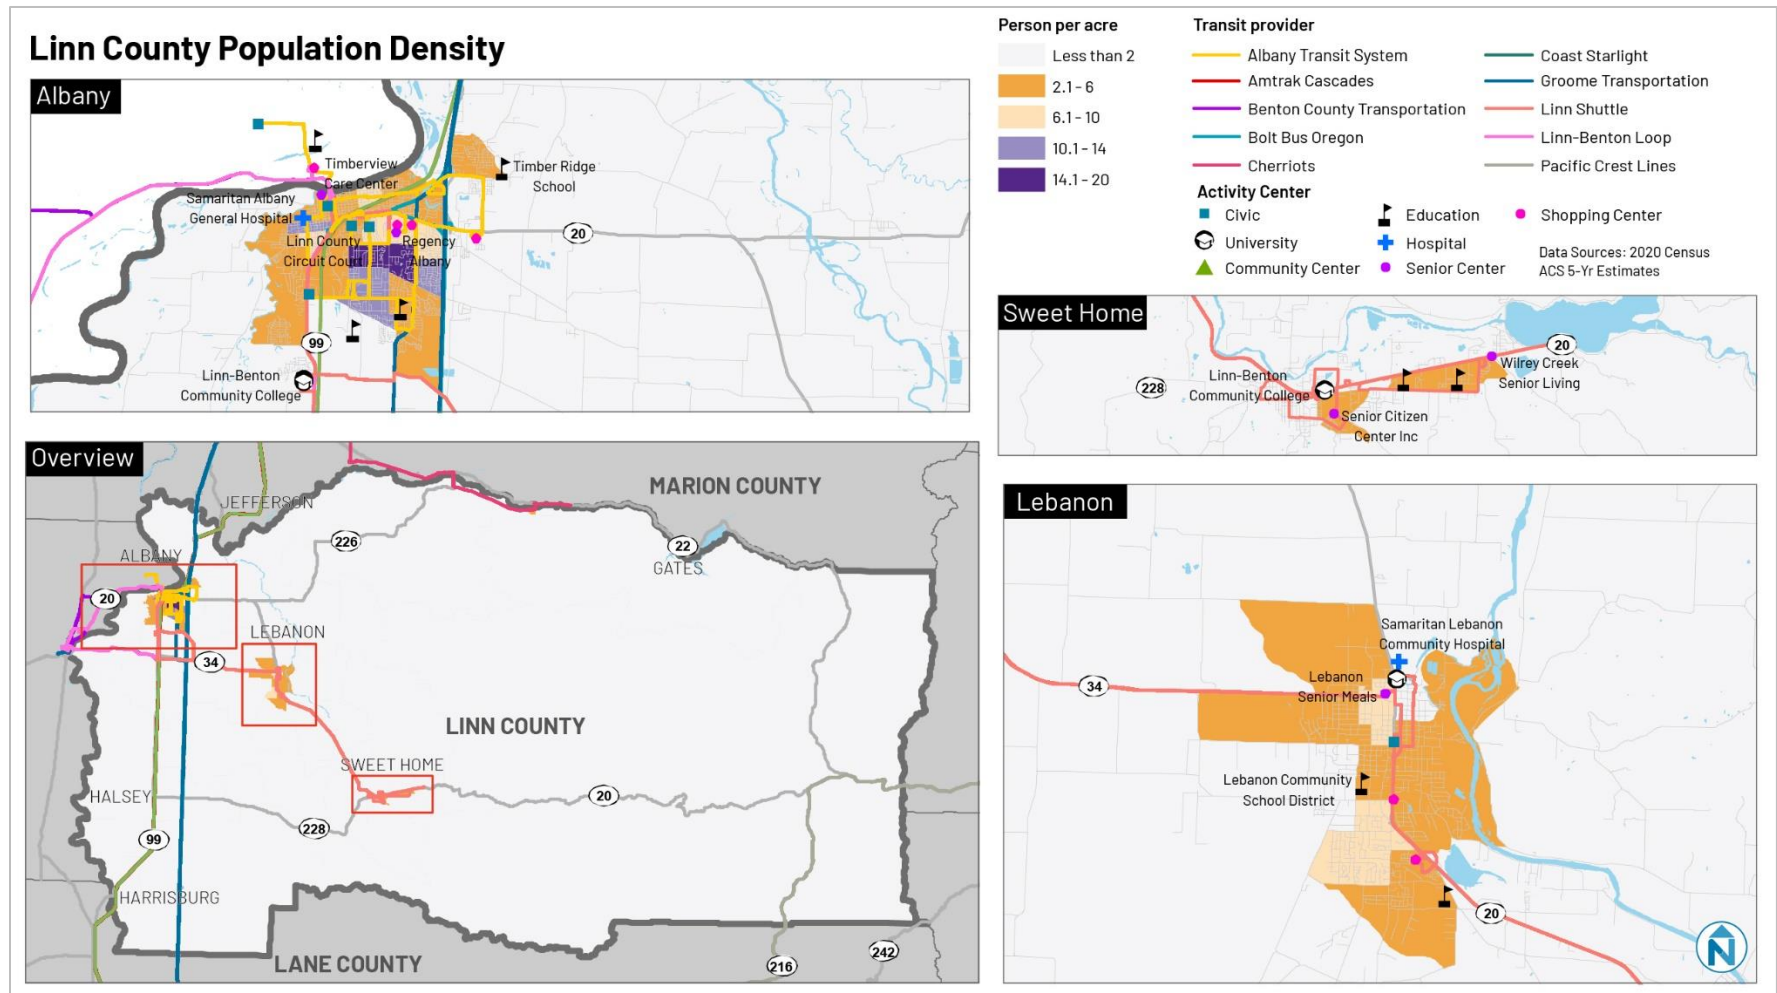 Linn County Population Density
Person per acre
Less than 2
2.1 - 6
6.1 - 10
10.1 - 14
14.1 - 20
Transit provider
Albany Transit System
Amtrak Cascades
Benton County Transportation
Bolt Bus Oregon
Cherriots
Coast Starlight
Groome Transportation
Linn Shuttle
Linn-Benton Loop
Pacific Crest Lines
Activity Center
Civic
University
Community Center
Education
Hospital
Senior Center
Shopping Center
Data Sources: 2020 Census
ACS 5-Yr Estimates
Albany
Timberview
Care Center
Timber Ridge
School
Samaritan Albany
General Hospital
Linn County
Circuit Court
Regency
Albany
20
99
Linn-Benton
Community College
Sweet Home
20
Wilrey Creek
Senior Living
Linn-Benton
Community College
228
Senior Citizen
Center Inc
Overview
MARION COUNTY
JEFFERSON
226
22
GATES
ALBANY
20
LEBANON
34
LINN COUNTY
SWEET HOME
20
HALSEY
228
99
HARRISBURG
LANE COUNTY
216
242
Lebanon
Samaritan Lebanon
Community Hospital
34
Lebanon
Senior Meals
Lebanon Community
School District
20
N